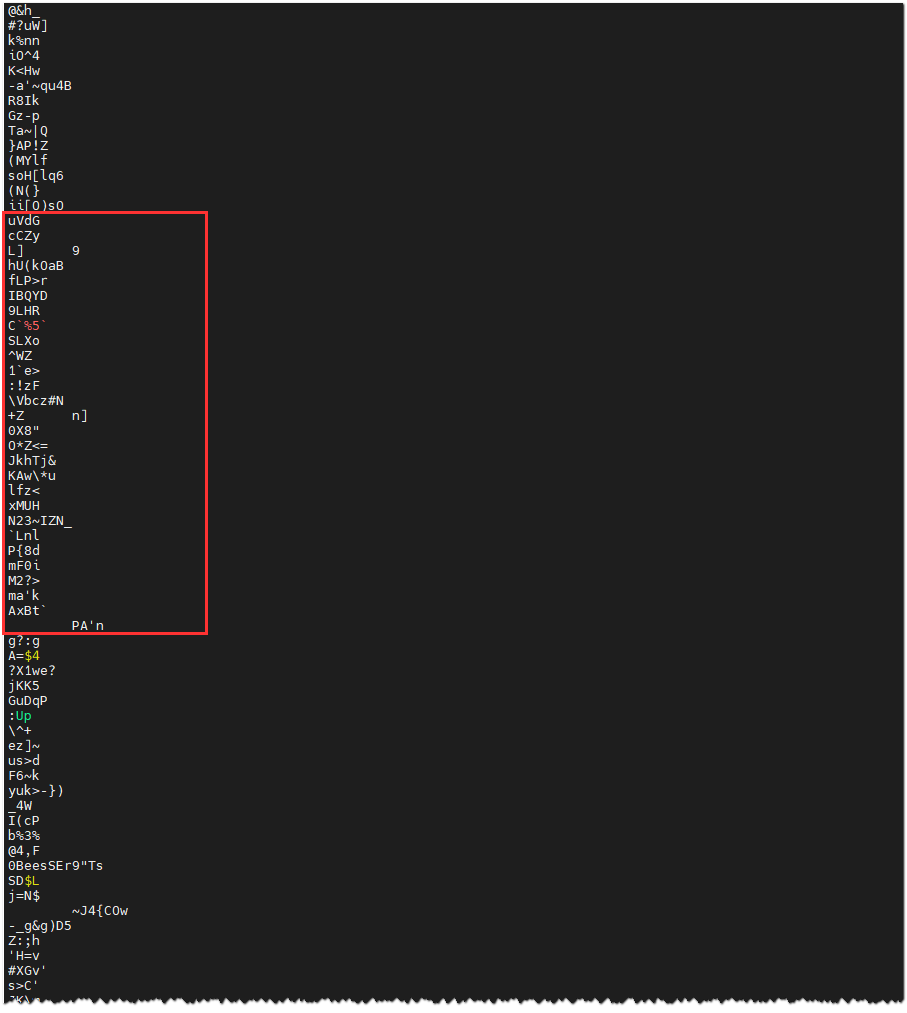 @&h_
#?uW]
k%nn
iO^4
K<Hw
-a'~qu4B
R8Ik
Gz-p
Ta~|Q
}AP!Z
(MYlf
soH[lq6
(N(}
ii[O)sO
uVdG
cCZy
L]      9
hU(kOaB
fLP>r
IBQYD
9LHR
C`%5`
SLXo
^WZ
1`e>
:!zF
\Vbcz#N
+Z      n]
0X8"
O*Z<=
JkhTj&
KAw\*u
lfz<
xMUH
N23~IZN_
`Lnl
P{8d
mF0i
M2?>
ma'k
AxBt`
        PA'n
g?:g
A=$4
?X1we?
jKK5
GuDqP
:Up
\^+
ez]~
us>d
F6~k
yuk>-})
_4W
I(cP
b%3%
@4,F
0BeesSEr9"Ts
SD$L
j=N$
        ~J4{COw
-_g&g)D5
Z:;h
'H=v
#XGv'
s>C'